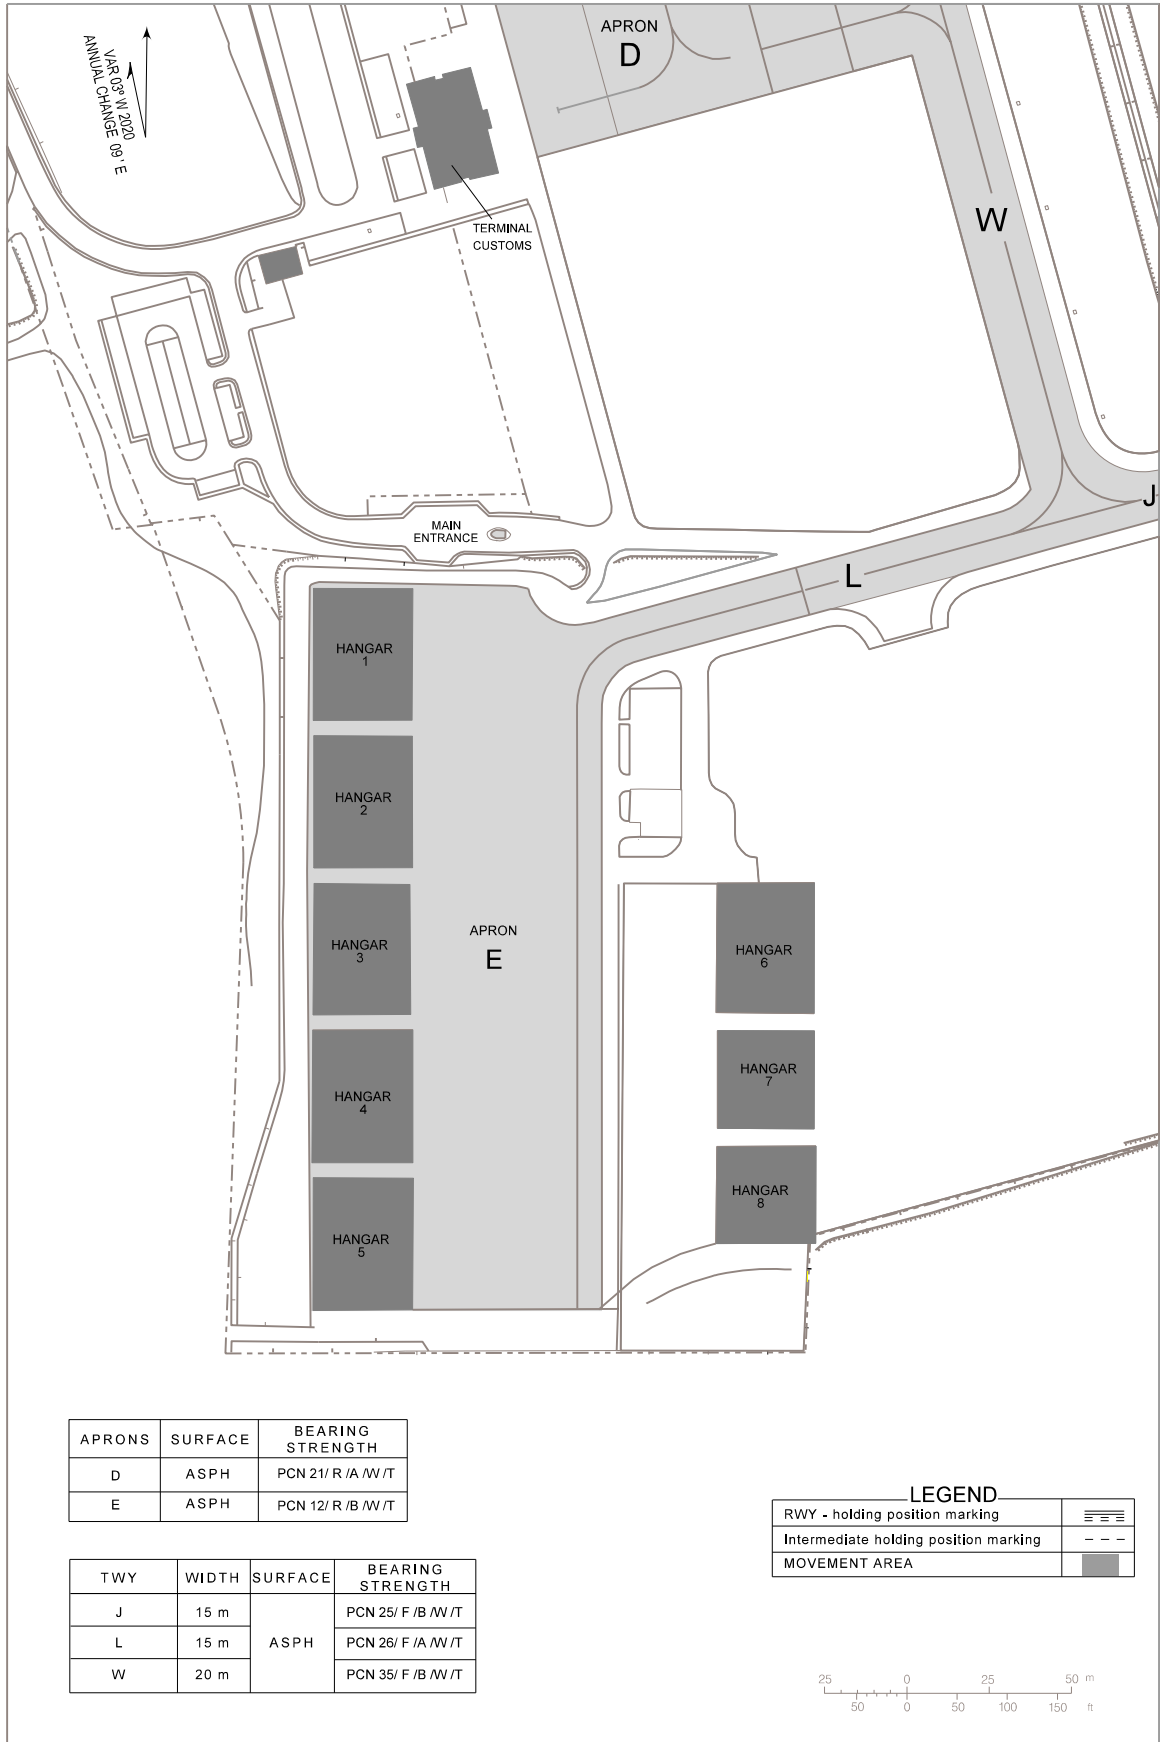 APRON
D
VAR 03º W 2020
ANNUAL CHANGE 09' E
TERMINAL
CUSTOMS
W
J
MAIN
ENTRANCE
L
HANGAR
1
HANGAR
2
HANGAR
3
HANGAR
4
HANGAR
5
APRON
E
HANGAR
6
HANGAR
7
HANGAR
8
APRONS SURFACE BEARING STRENGTH
D ASPH PCN 21/ R /A /W /T
E ASPH PCN 12/ R /B /W /T
TWY WIDTH SURFACE BEARING STRENGTH
J 15 m PCN 25/ F /B /W /T
L 15 m ASPH PCN 26/ F /A /W /T
W 20 m PCN 35/ F /B /W /T
LEGEND
RWY - holding position marking
Intermediate holding position marking
MOVEMENT AREA
25 0 25 50 m
50 0 50 100 150 ft